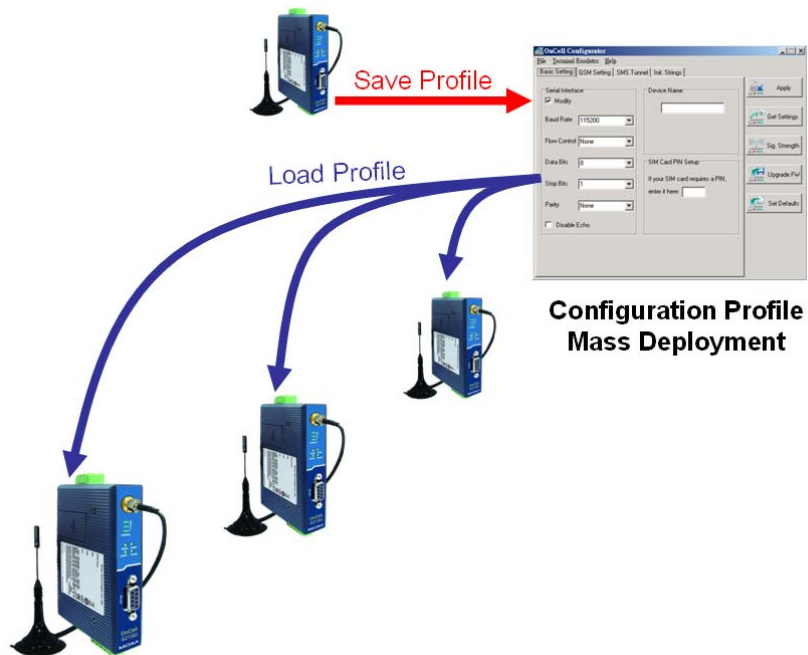 Save Profile
Load Profile
OnCell Configurator
File Terminal Emulator Help
Basic Setting GSM Setting SMS Tunnel Init. Strings
Serial Interface
Modify
Baud Rate 115200
Flow Control None
Data Bits 8
Stop Bits 1
Parity None
Disable Echo
Device Name
SIM Card PIN Setup
If your SIM card requires a PIN,
enter it here:
Apply
Get Settings
Sig. Strength
Upgrade FW
Set Defaults
Configuration Profile
Mass Deployment
OnCell
MOXA